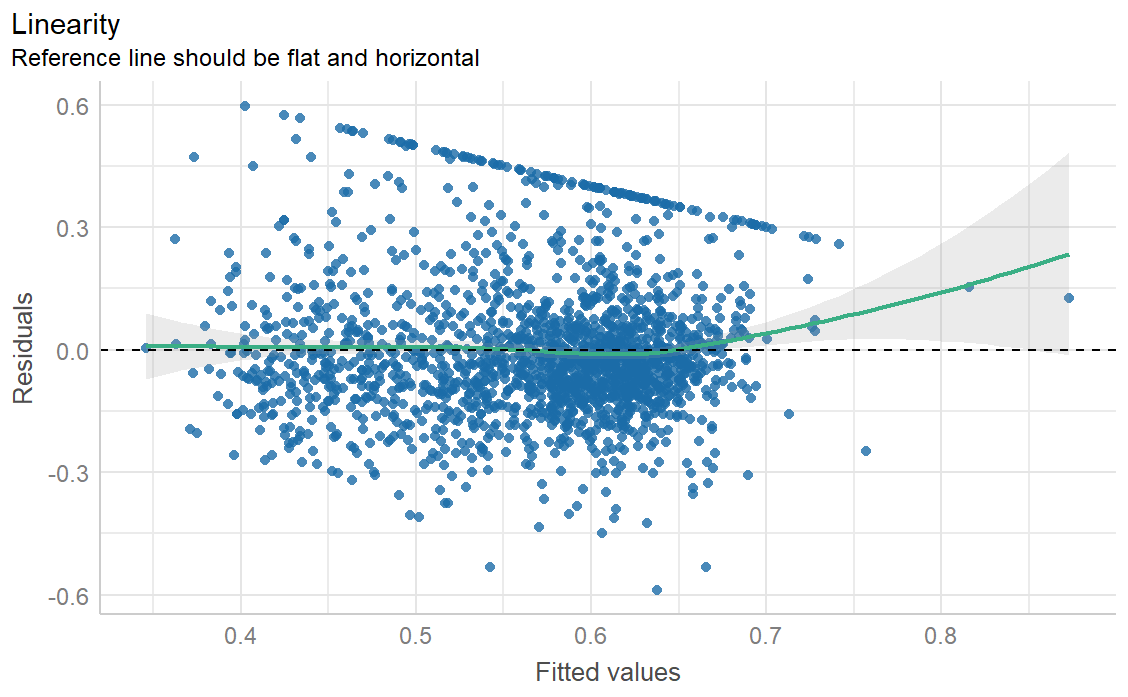 Linearity
Reference line should be flat and horizontal
0.6
0.3
0.0
-0.3
-0.6
Residuals
0.4
0.5
0.6
0.7
0.8
Fitted values